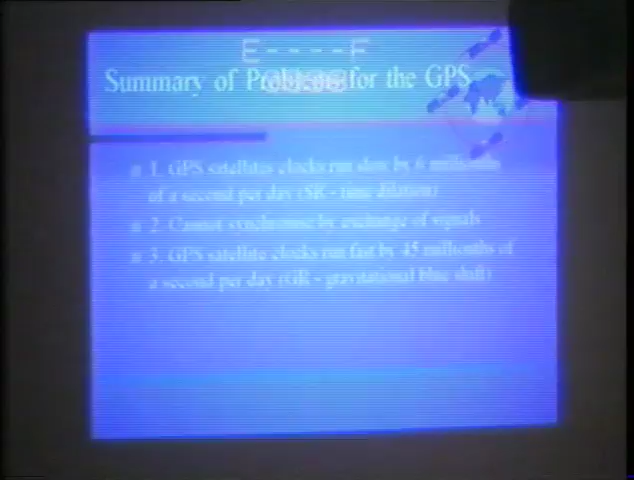 E----F
Summary of Problems for the GPS
1. GPS satellites clocks run slow by 6 millionths
of a second per day (SR - time dilation)
2. Cannot synchronise by exchange of signals
3. GPS satellite clocks run fast by 45 millionths of
a second per day (GR - gravitational blue shift)